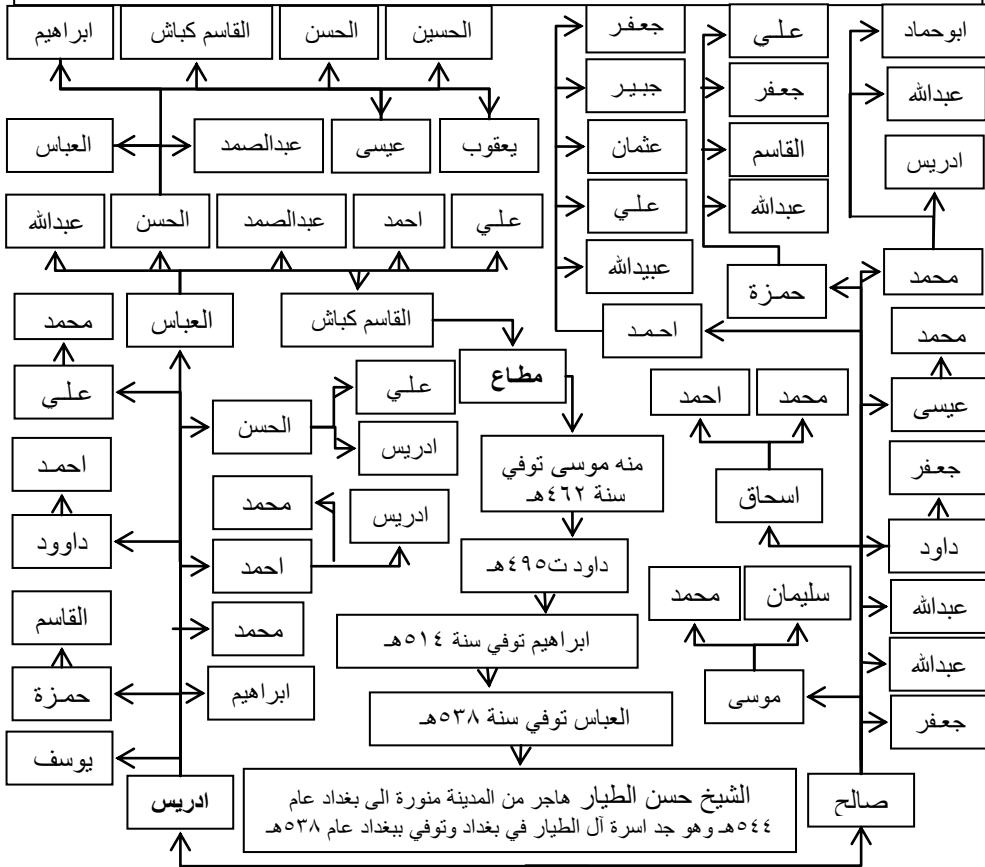 ابوحماد
علي
جعفر
الحسين
الحسن
القاسم كباش
ابراهيم
عبدالله
جعفر
جبير
ادريس
القاسم
عثمان
يعقوب
عيسى
عبدالصمد
العباس
عبدالله
علي
علي
احمد
عبدالصمد
الحسن
عبدالله
محمد
حمزة
عبيدالله
محمد
احمد
القاسم كباش
العباس
محمد
عيسى
محمد
احمد
مطاع
علي
الحسن
علي
ادريس
جعفر
اسحاق
منه موسى توفي
سنة ٤٦٢هـ
احمد
محمد
ادريس
داود
داود ت٤٩٥هـ
احمد
داوود
عبدالله
سليمان
محمد
ابراهيم توفي سنة ٥١٤هـ
محمد
القاسم
عبدالله
موسى
العباس توفي سنة ٥٣٨هـ
ابراهيم
حمزة
جعفر
يوسف
صالح
الشيخ حسن الطيار هاجر من المدينة منورة الى بغداد عام
٥٤٤هـ وهو جد اسرة آل الطيار في بغداد وتوفي ببغداد عام ٥٣٨هـ
ادريس